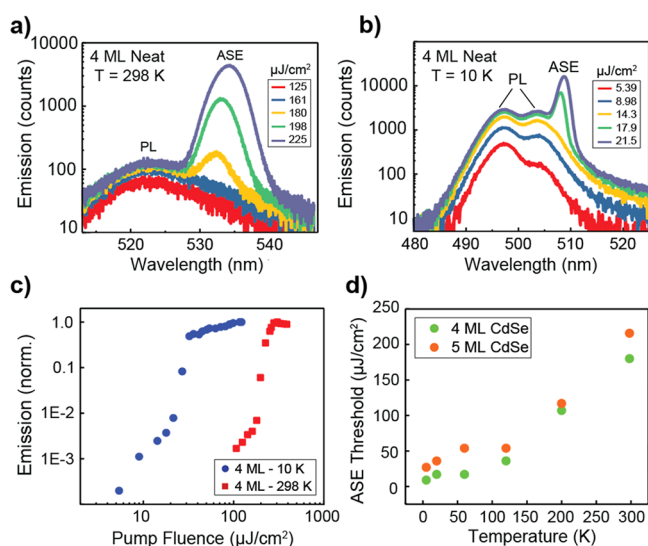 a)
4 ML Neat
T = 298 K
PL
ASE
µJ/cm²
125
161
180
198
225
Emission (counts)
10000
1000
100
10
520
530
540
Wavelength (nm)
b)
4 ML Neat
T = 10 K
PL
ASE
µJ/cm²
5.39
8.98
14.3
17.9
21.5
Emission (counts)
10000
1000
100
10
480
490
500
510
520
Wavelength (nm)
c)
Emission (norm.)
1.0
0.1
1E-2
1E-3
4 ML - 10 K
4 ML - 298 K
10
100
1000
Pump Fluence (µJ/cm²)
d)
ASE Threshold (µJ/cm²)
250
200
150
100
50
0
4 ML CdSe
5 ML CdSe
0
50
100
150
200
250
300
Temperature (K)